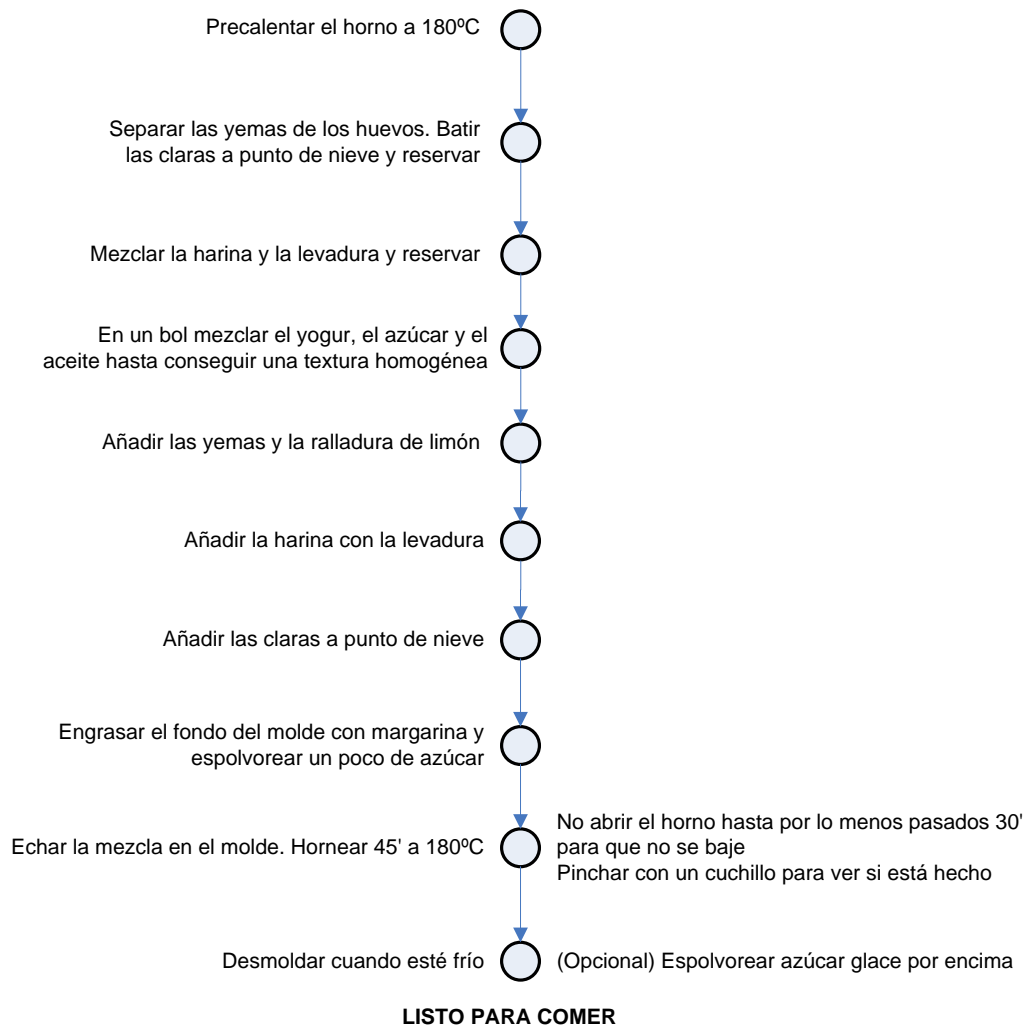 Precalentar el horno a 180ºC
Separar las yemas de los huevos. Batir
las claras a punto de nieve y reservar
Mezclar la harina y la levadura y reservar
En un bol mezclar el yogur, el azúcar y el
aceite hasta conseguir una textura homogénea
Añadir las yemas y la ralladura de limón
Añadir la harina con la levadura
Añadir las claras a punto de nieve
Engrasar el fondo del molde con margarina y
espolvorear un poco de azúcar
Echar la mezcla en el molde. Hornear 45' a 180ºC
No abrir el horno hasta por lo menos pasados 30'
para que no se baje
Pinchar con un cuchillo para ver si está hecho
Desmoldar cuando esté frío
(Opcional) Espolvorear azúcar glace por encima
LISTO PARA COMER